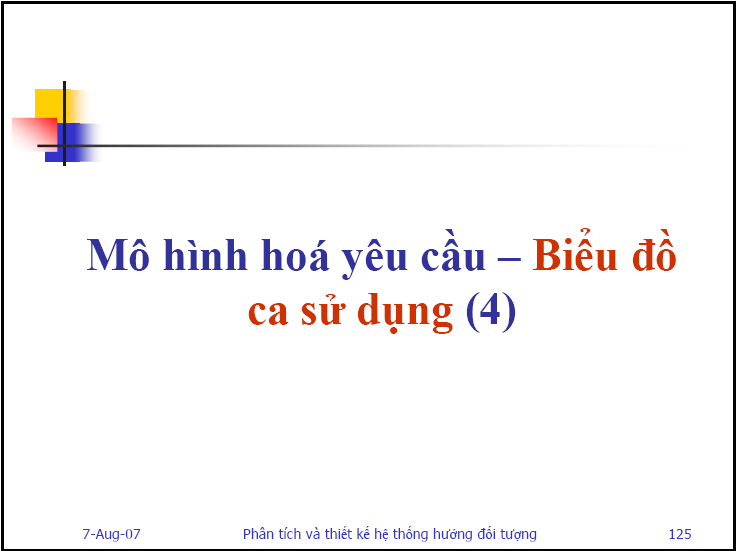 Mô hình hoá yêu cầu – Biểu đồ
ca sử dụng (4)
7-Aug-07 Phân tích và thiết kế hệ thống hướng đối tượng 125